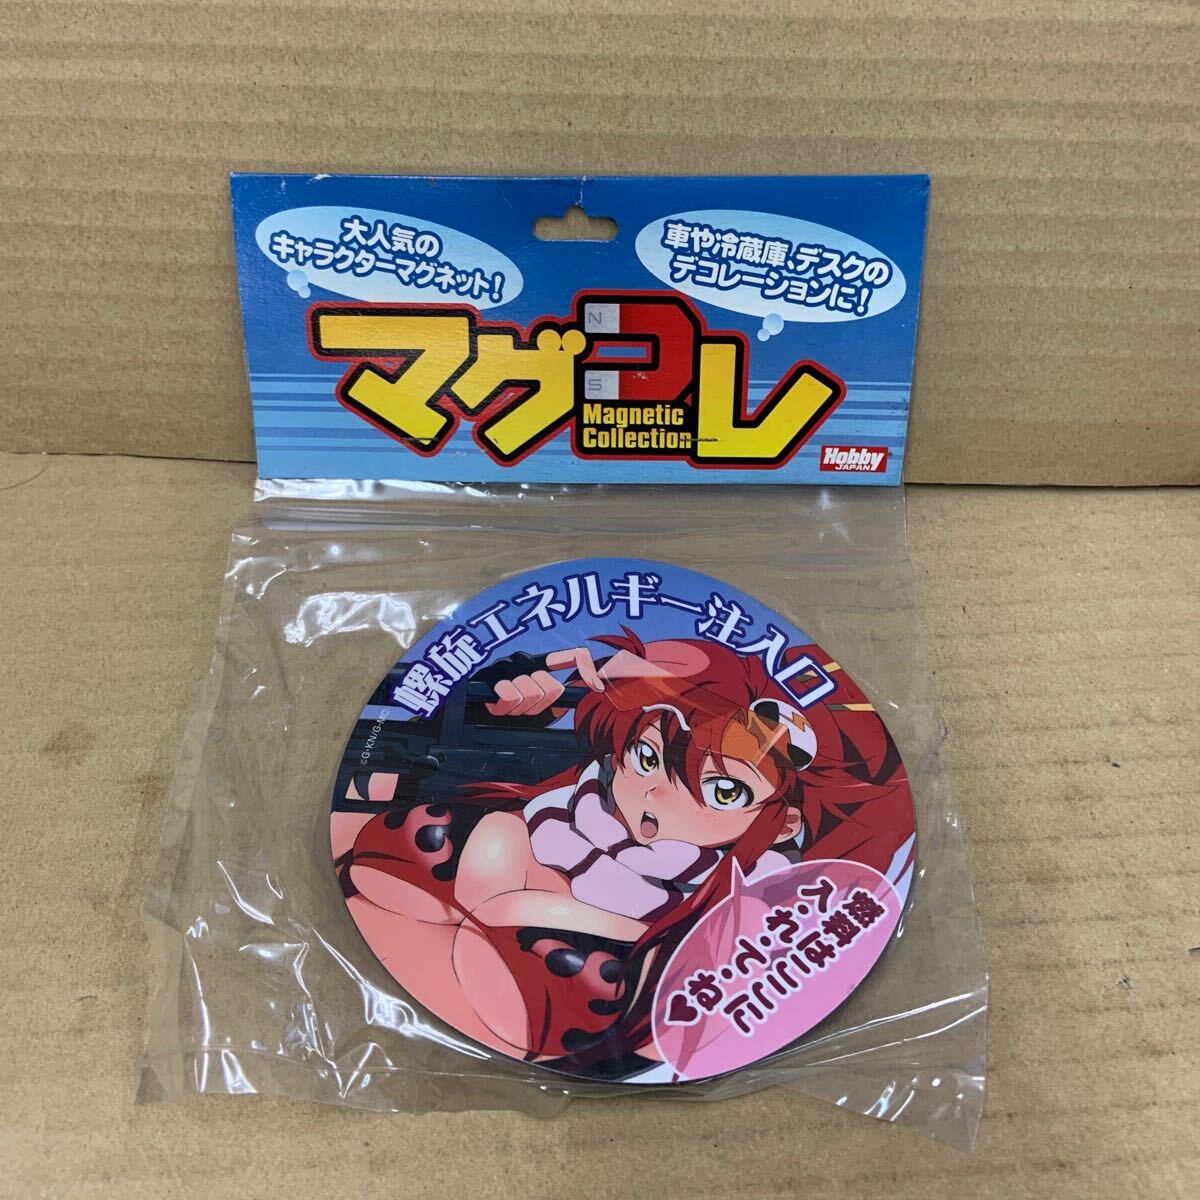 大人気の
キャラクターマグネット!
車や冷蔵庫、デスクの
デコレーションに!
マグコレ
N
S
Magnetic
Collection
Hobby
JAPAN
螺旋エネルギー注入口
©G・KN/G・MC
燃料はここに
入・れ・て・ね♥